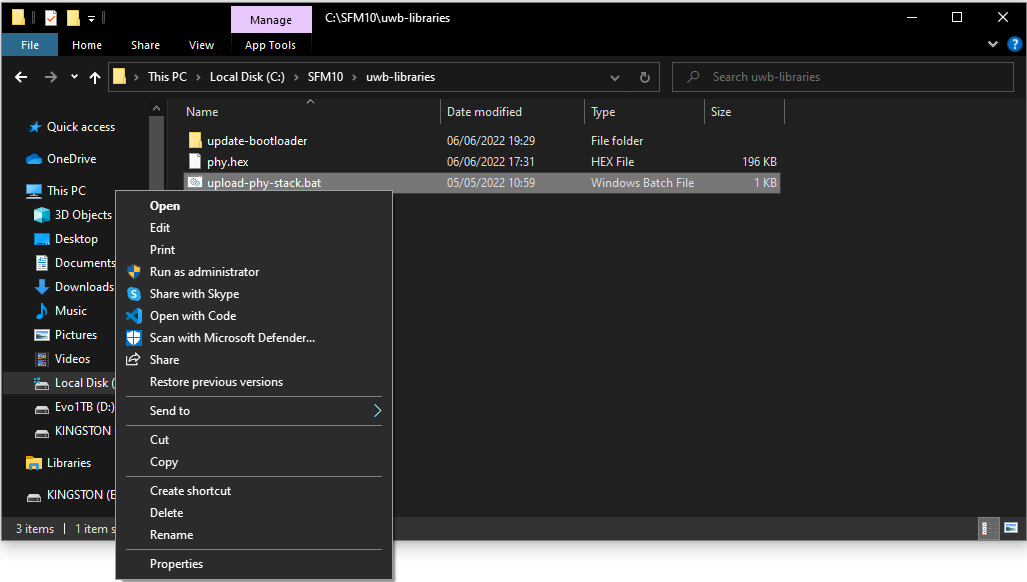 Manage
C:\SFM10\uwb-libraries
File Home Share View App Tools
This PC Local Disk (C:) SFM10 uwb-libraries
Search uwb-libraries
Name Date modified Type Size
Quick access
OneDrive
This PC
3D Objects
Desktop
Documents
Downloads
Music
Pictures
Videos
Local Disk (
Evo1TB (D:)
KINGSTON
Libraries
KINGSTON (E
update-bootloader 06/06/2022 19:29 File folder
phy.hex 06/06/2022 17:31 HEX File 196 KB
upload-phy-stack.bat 05/05/2022 10:59 Windows Batch File 1 KB
Open
Edit
Print
Run as administrator
Share with Skype
Open with Code
Scan with Microsoft Defender...
Share
Restore previous versions
Send to
Cut
Copy
Create shortcut
Delete
Rename
Properties
3 items 1 item s